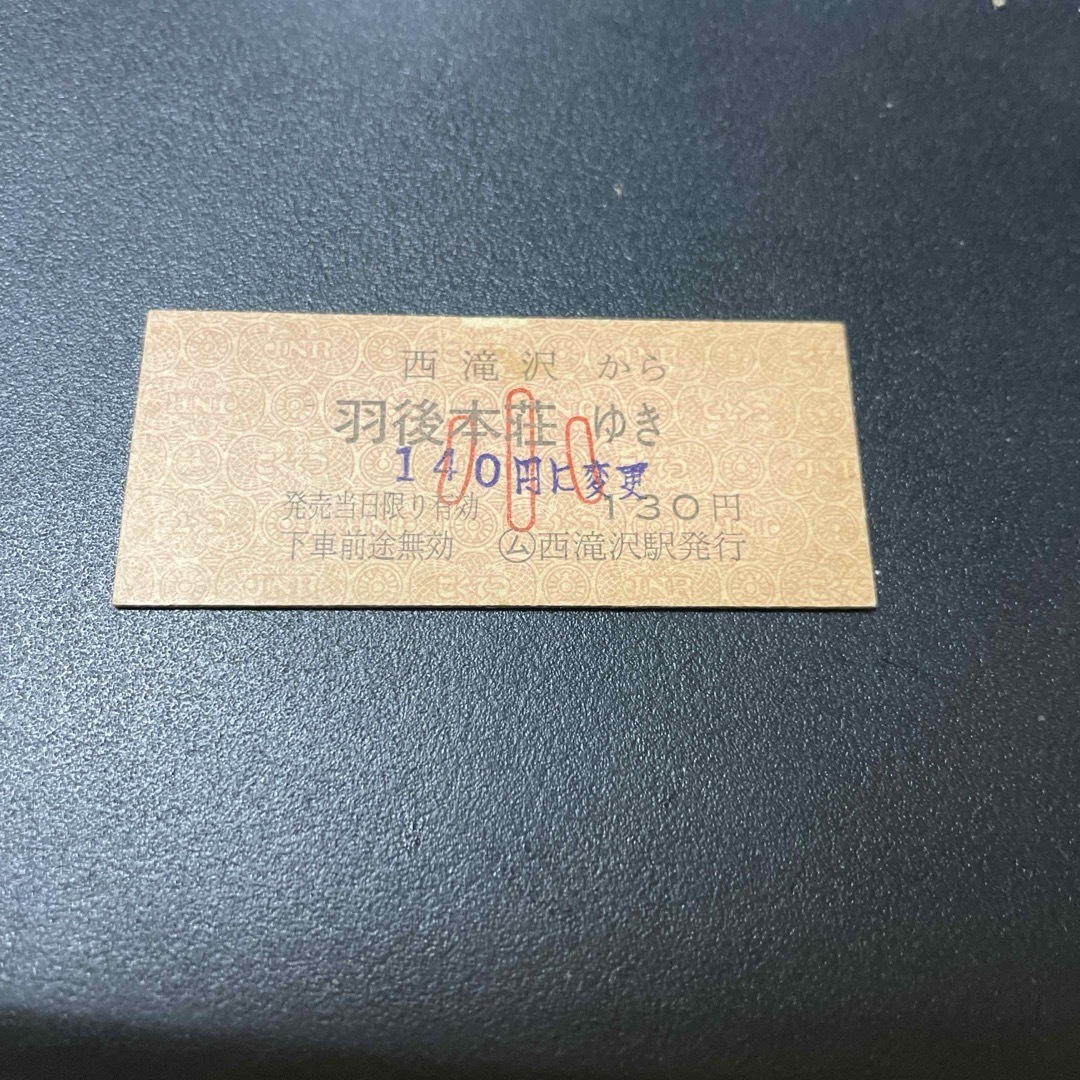 西滝沢 から
羽後本荘 ゆき
小
140円に変更
発売当日限り有効 130円
下車前途無効 ㋰西滝沢駅発行